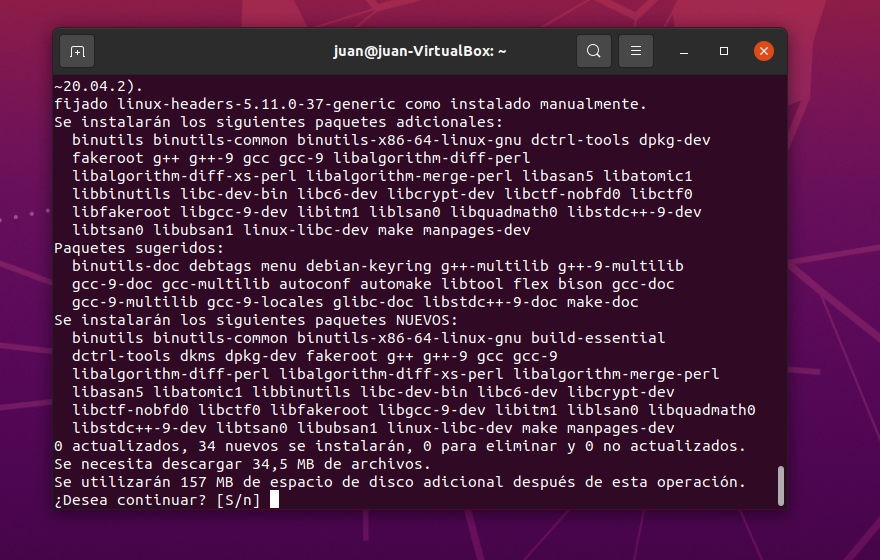 juan@juan-VirtualBox: ~
~20.04.2).
fijado linux-headers-5.11.0-37-generic como instalado manualmente.
Se instalarán los siguientes paquetes adicionales:
binutils binutils-common binutils-x86-64-linux-gnu dctrl-tools dpkg-dev
fakeroot g++ g++-9 gcc gcc-9 libalgorithm-diff-perl
libalgorithm-diff-xs-perl libalgorithm-merge-perl libasan5 libatomic1
libbinutils libc-dev-bin libc6-dev libcrypt-dev libctf-nobfd0 libctf0
libfakeroot libgcc-9-dev libitm1 liblsan0 libquadmath0 libstdc++-9-dev
libtsan0 libubsan1 linux-libc-dev make manpages-dev
Paquetes sugeridos:
binutils-doc debtags menu debian-keyring g++-multilib g++-9-multilib
gcc-9-doc gcc-multilib autoconf automake libtool flex bison gcc-doc
gcc-9-multilib gcc-9-locales glibc-doc libstdc++-9-doc make-doc
Se instalarán los siguientes paquetes NUEVOS:
binutils binutils-common binutils-x86-64-linux-gnu build-essential
dctrl-tools dkms dpkg-dev fakeroot g++ g++-9 gcc gcc-9
libalgorithm-diff-perl libalgorithm-diff-xs-perl libalgorithm-merge-perl
libasan5 libatomic1 libbinutils libc-dev-bin libc6-dev libcrypt-dev
libctf-nobfd0 libctf0 libfakeroot libgcc-9-dev libitm1 liblsan0 libquadmath0
libstdc++-9-dev libtsan0 libubsan1 linux-libc-dev make manpages-dev
0 actualizados, 34 nuevos se instalarán, 0 para eliminar y 0 no actualizados.
Se necesita descargar 34,5 MB de archivos.
Se utilizarán 157 MB de espacio de disco adicional después de esta operación.
¿Desea continuar? [S/n]